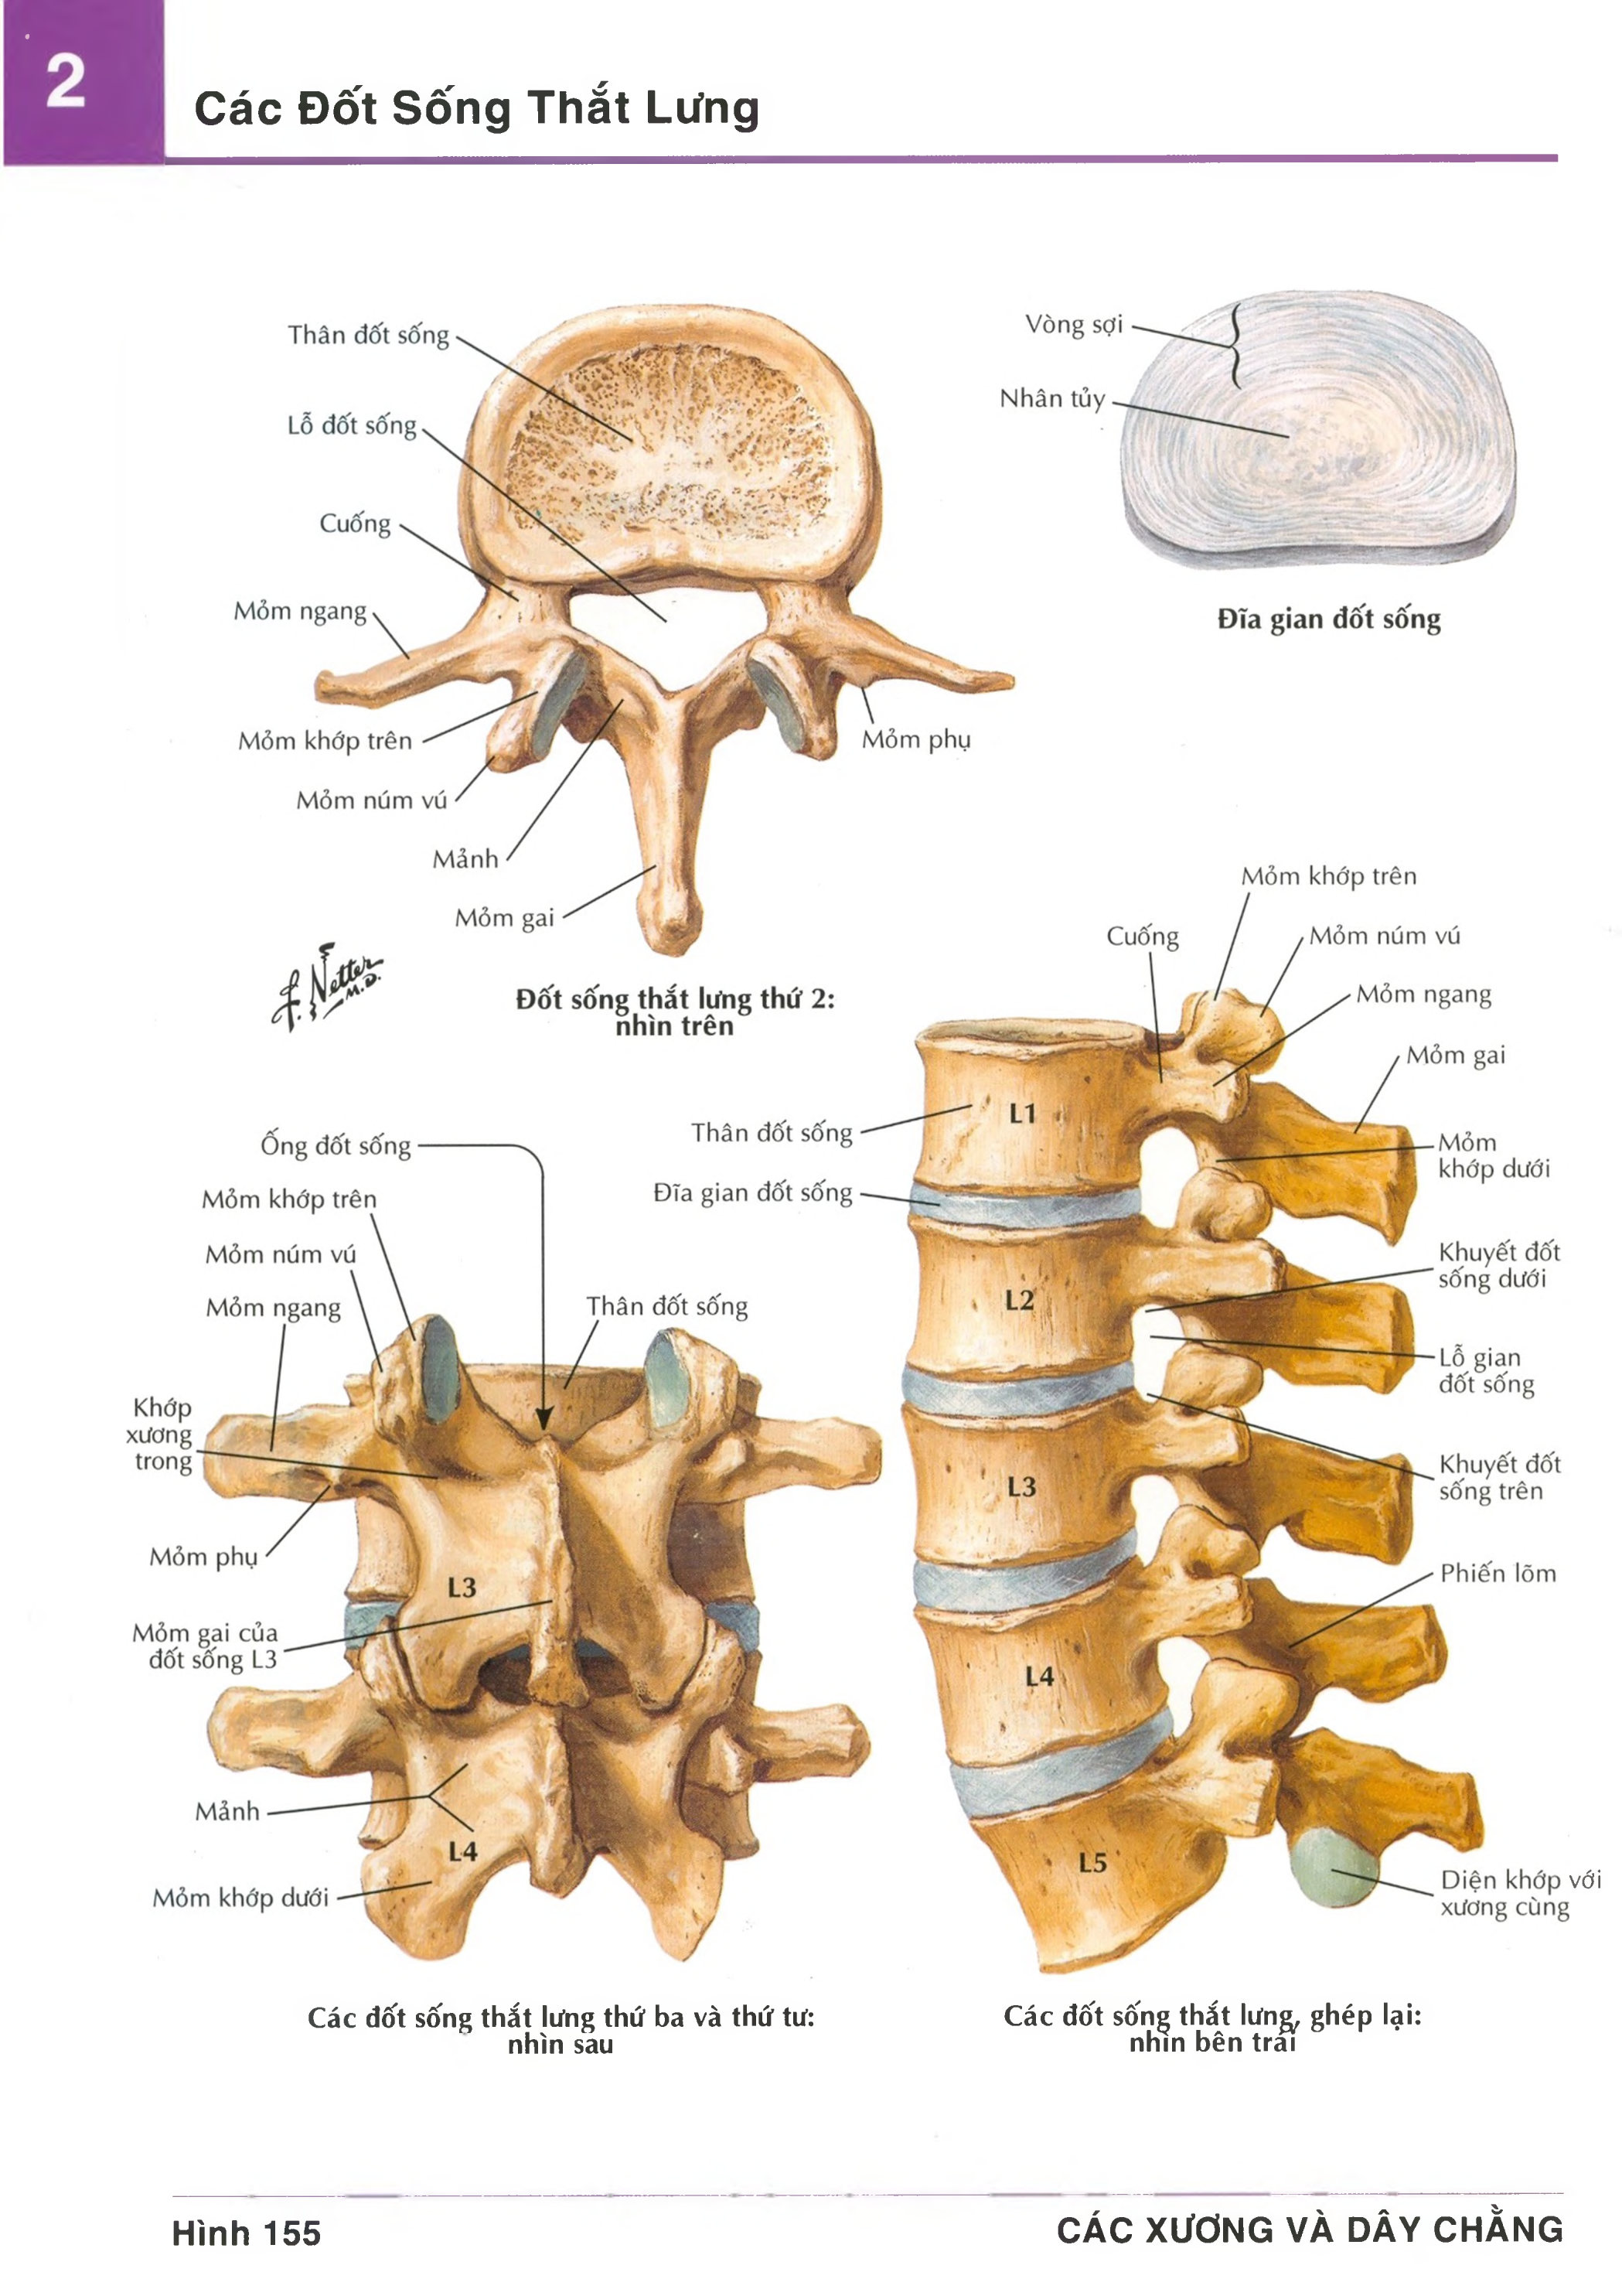 2
Các Đốt Sống Thắt Lưng
Thân đốt sống
Lỗ đốt sống
Cuống
Mỏm ngang
Mỏm khớp trên
Mỏm núm vú
Mảnh
Mỏm gai
Mỏm phụ
f. Netter
M.D.
Đốt sống thắt lưng thứ 2:
nhìn trên
Vòng sợi
Nhân tủy
Đĩa gian đốt sống
Ống đốt sống
Mỏm khớp trên
Mỏm núm vú
Mỏm ngang
Thân đốt sống
Khớp
xương
trong
Mỏm phụ
L3
Mỏm gai của
đốt sống L3
Mảnh
L4
Mỏm khớp dưới
Các đốt sống thắt lưng thứ ba và thứ tư:
nhìn sau
Mỏm khớp trên
Cuống
Mỏm núm vú
Mỏm ngang
Mỏm gai
Thân đốt sống
L1
Mỏm
khớp dưới
Đĩa gian đốt sống
Khuyết đốt
sống dưới
L2
Lỗ gian
đốt sống
L3
Khuyết đốt
sống trên
Phiến lõm
L4
L5
Diện khớp với
xương cùng
Các đốt sống thắt lưng, ghép lại:
nhìn bên trái
Hình 155
CÁC XƯƠNG VÀ DÂY CHẰNG